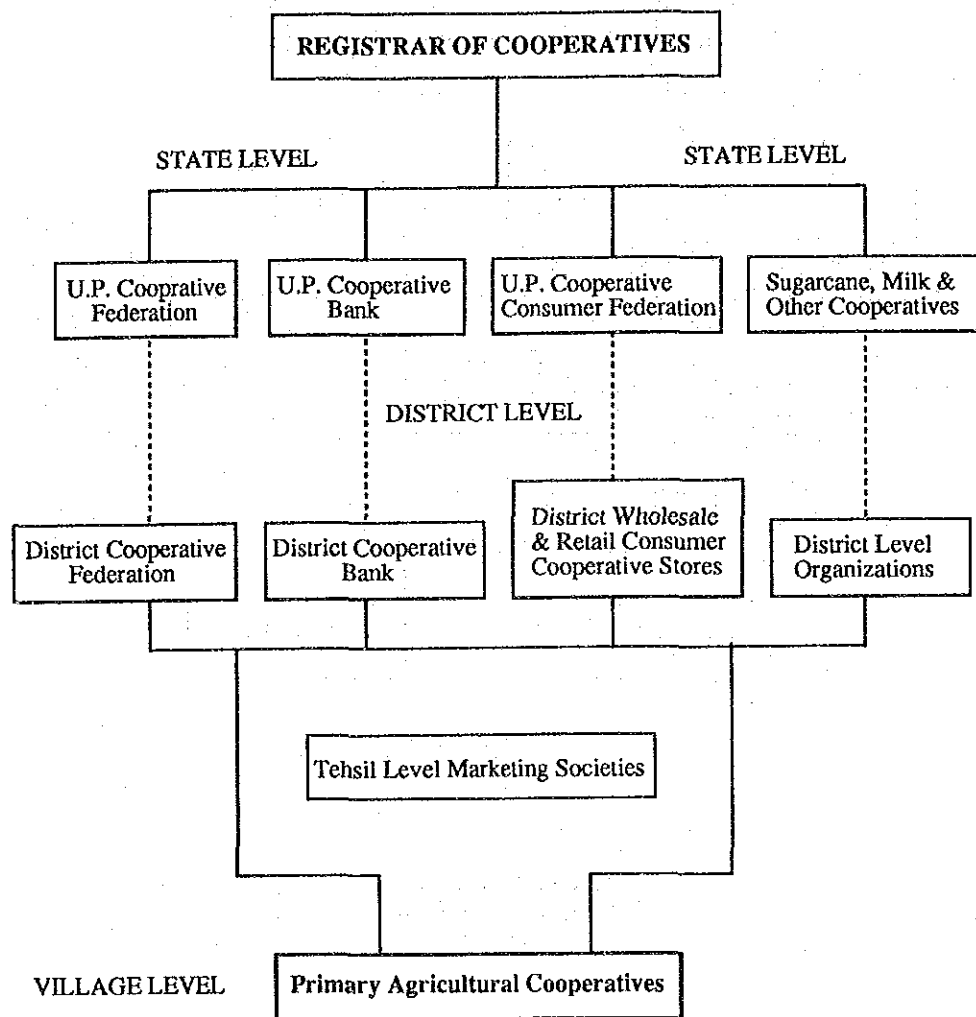 REGISTRAR OF COOPERATIVES
STATE LEVEL
STATE LEVEL
U.P. Cooprative
Federation
U.P. Cooperative
Bank
U.P. Cooperative
Consumer Federation
Sugarcane, Milk &
Other Cooperatives
DISTRICT LEVEL
District Cooperative
Federation
District Cooperative
Bank
District Wholesale
& Retail Consumer
Cooperative Stores
District Level
Organizations
Tehsil Level Marketing Societies
VILLAGE LEVEL
Primary Agricultural Cooperatives